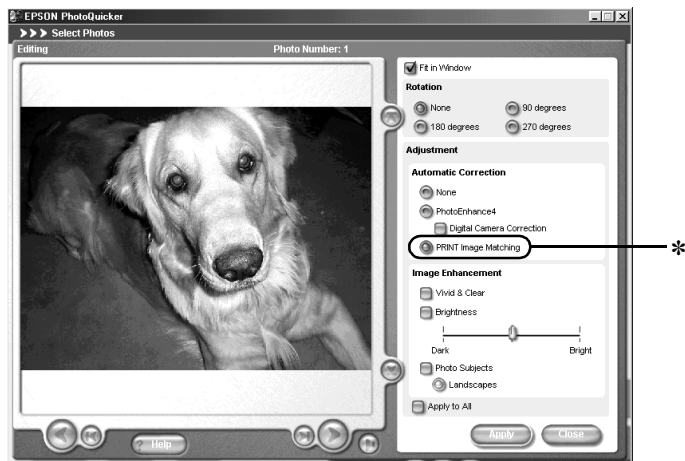 EPSON PhotoQuicker
>>> Select Photos
Editing
Photo Number: 1
Fit in Window
Rotation
None
90 degrees
180 degrees
270 degrees
Adjustment
Automatic Correction
None
PhotoEnhance4
Digital Camera Correction
PRINT Image Matching
*
Image Enhancement
Vivid & Clear
Brightness
Dark
Bright
Photo Subjects
Landscapes
Apply to All
? Help
Apply
Close